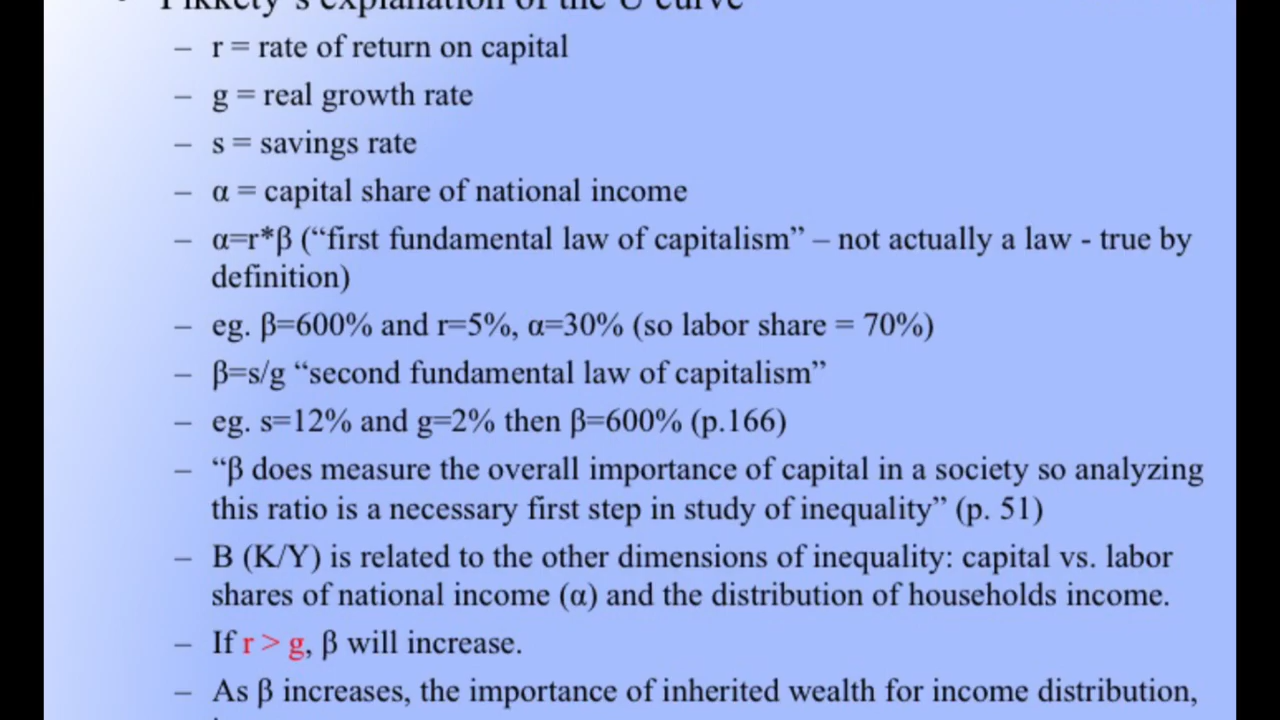 Pikkety's explanation of the U curve
– r = rate of return on capital
– g = real growth rate
– s = savings rate
– α = capital share of national income
– α=r*β (“first fundamental law of capitalism” – not actually a law - true by
definition)
– eg. β=600% and r=5%, α=30% (so labor share = 70%)
– β=s/g “second fundamental law of capitalism”
– eg. s=12% and g=2% then β=600% (p.166)
– “β does measure the overall importance of capital in a society so analyzing
this ratio is a necessary first step in study of inequality” (p. 51)
– B (K/Y) is related to the other dimensions of inequality: capital vs. labor
shares of national income (α) and the distribution of households income.
– If r > g, β will increase.
– As β increases, the importance of inherited wealth for income distribution,